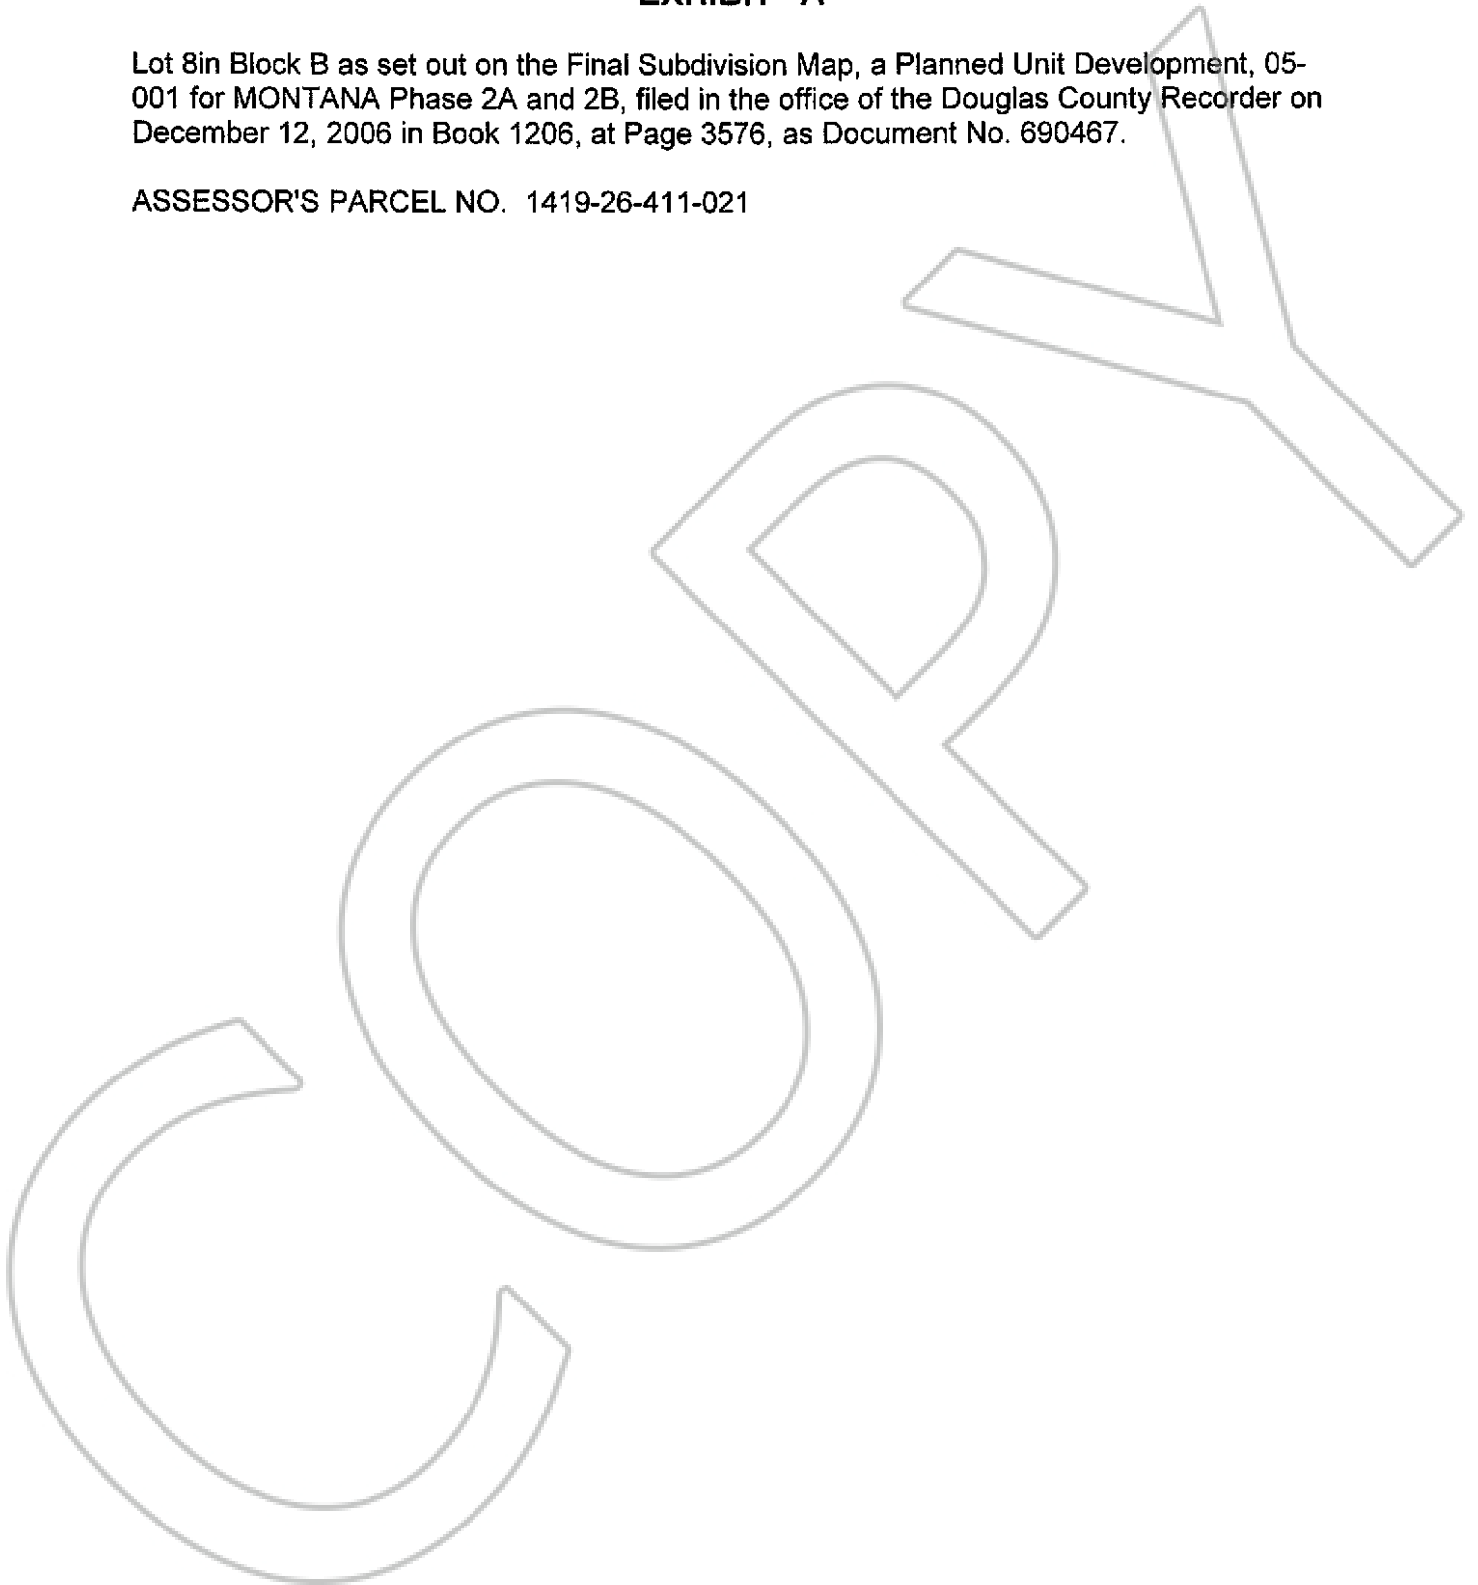 EXHIBIT "A"
Lot 8in Block B as set out on the Final Subdivision Map, a Planned Unit Development, 05-
001 for MONTANA Phase 2A and 2B, filed in the office of the Douglas County Recorder on
December 12, 2006 in Book 1206, at Page 3576, as Document No. 690467.
ASSESSOR'S PARCEL NO. 1419-26-411-021
COPY